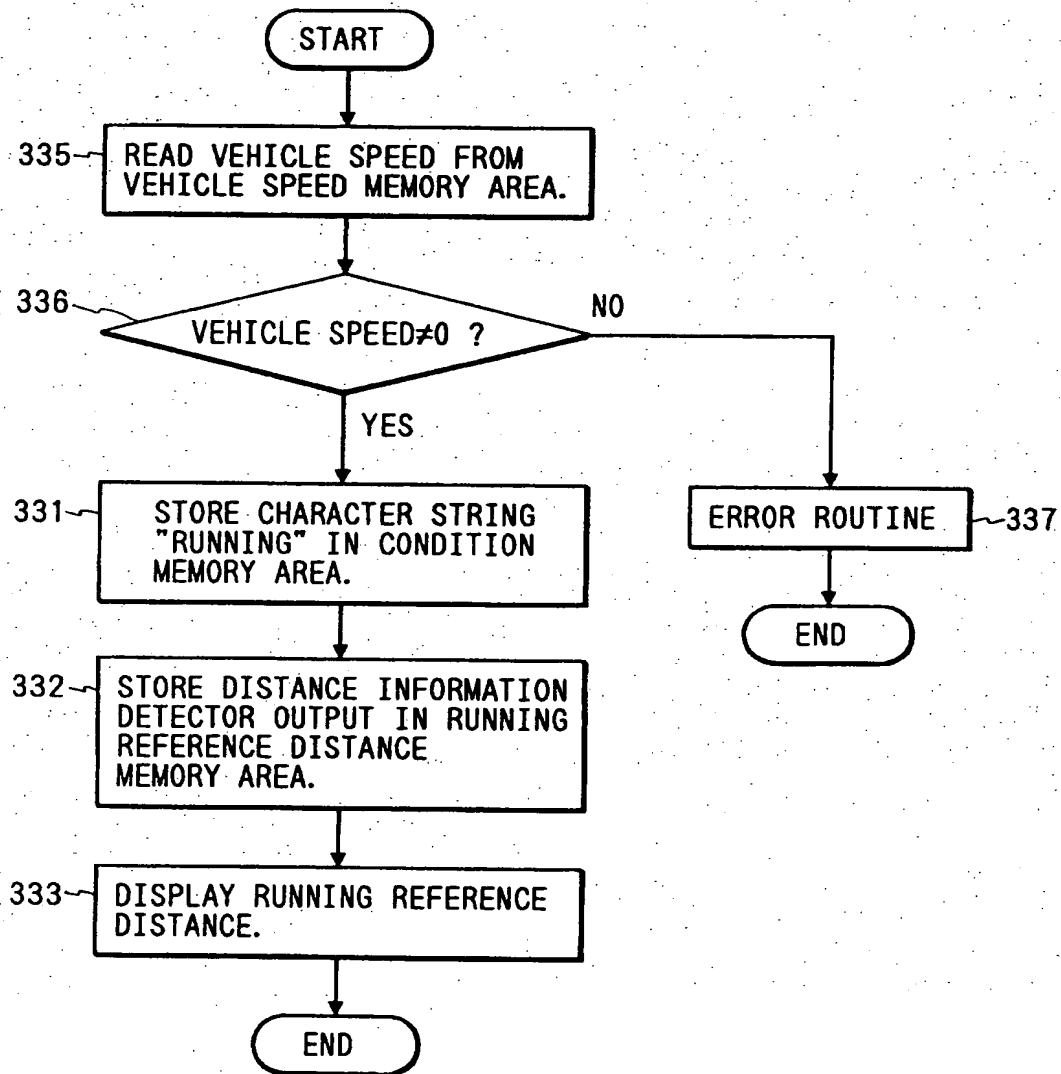 START
335
READ VEHICLE SPEED FROM
VEHICLE SPEED MEMORY AREA.
336
VEHICLE SPEED≠0 ?
NO
YES
331
STORE CHARACTER STRING
"RUNNING" IN CONDITION
MEMORY AREA.
ERROR ROUTINE
337
END
332
STORE DISTANCE INFORMATION
DETECTOR OUTPUT IN RUNNING
REFERENCE DISTANCE
MEMORY AREA.
333
DISPLAY RUNNING REFERENCE
DISTANCE.
END